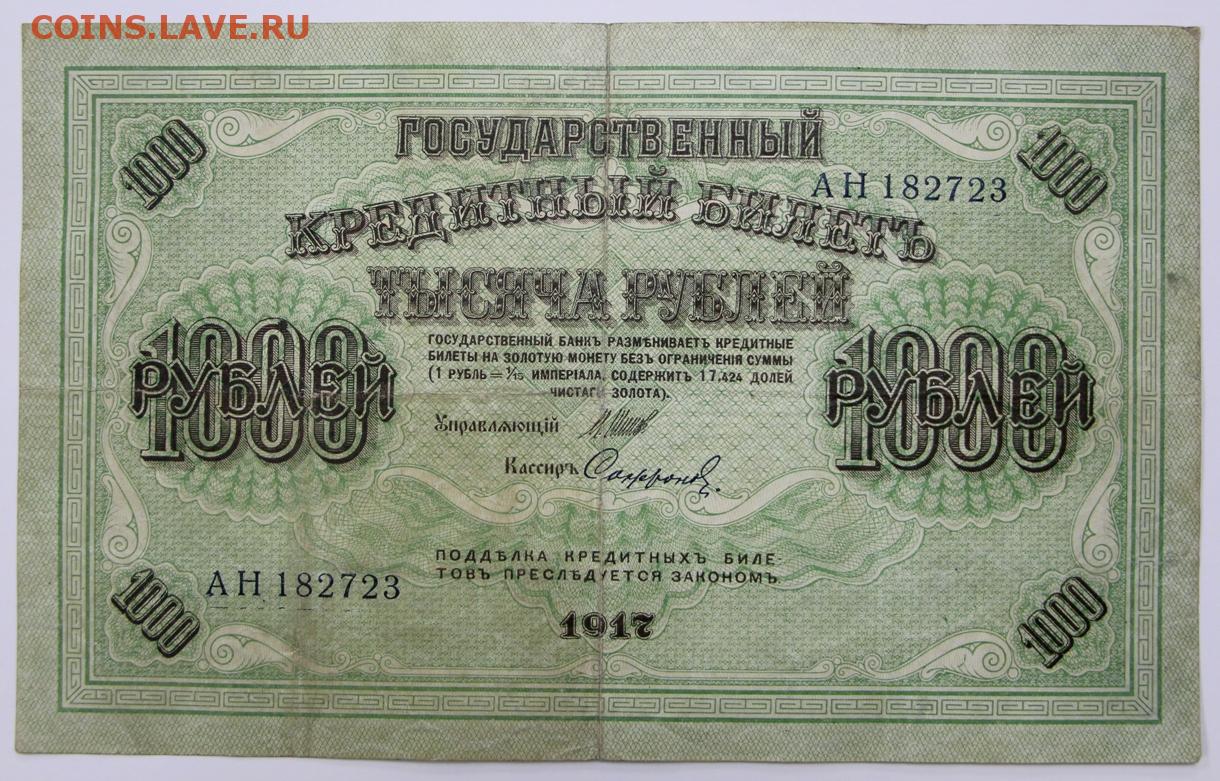 COINS.LAVE.RU
1000
ГОСУДАРСТВЕННЫЙ
1000
АН 182723
КРЕДИТНЫЙ БИЛЕТЪ
ТЫСЯЧА РУБЛЕЙ
ГОСУДАРСТВЕННЫЙ БАНКЪ РАЗМѢНИВАЕТЪ КРЕДИТНЫЕ
БИЛЕТЫ НА ЗОЛОТУЮ МОНЕТУ БЕЗЪ ОГРАНИЧЕНІЯ СУММЫ
(1 РУБЛЬ = 1/15 ИМПЕРІАЛА, СОДЕРЖИТЪ 17,424 ДОЛЕЙ
ЧИСТАГО ЗОЛОТА).
1000
РУБЛЕЙ
1000
РУБЛЕЙ
Управляющій
Кассиръ Сафронов
ПОДДѢЛКА КРЕДИТНЫХЪ БИЛЕ-
ТОВЪ ПРЕСЛѢДУЕТСЯ ЗАКОНОМЪ.
АН 182723
1000
1917
1000